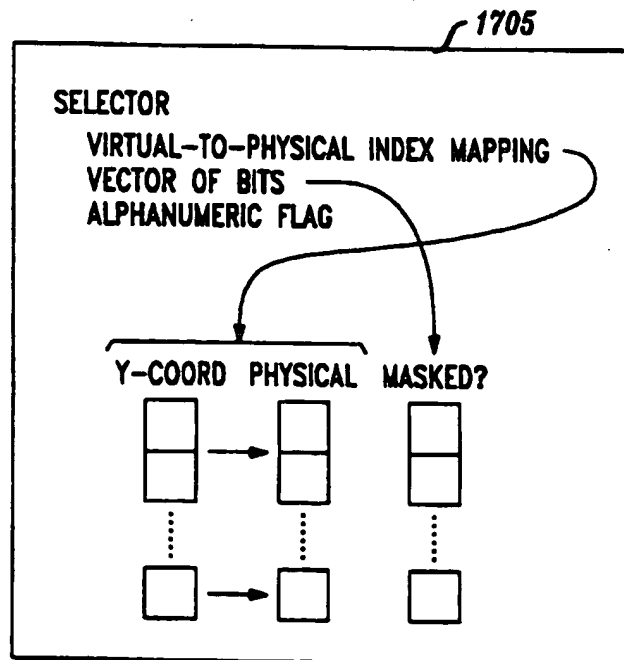 1705
SELECTOR
VIRTUAL-TO-PHYSICAL INDEX MAPPING
VECTOR OF BITS
ALPHANUMERIC FLAG
Y-COORD PHYSICAL MASKED?